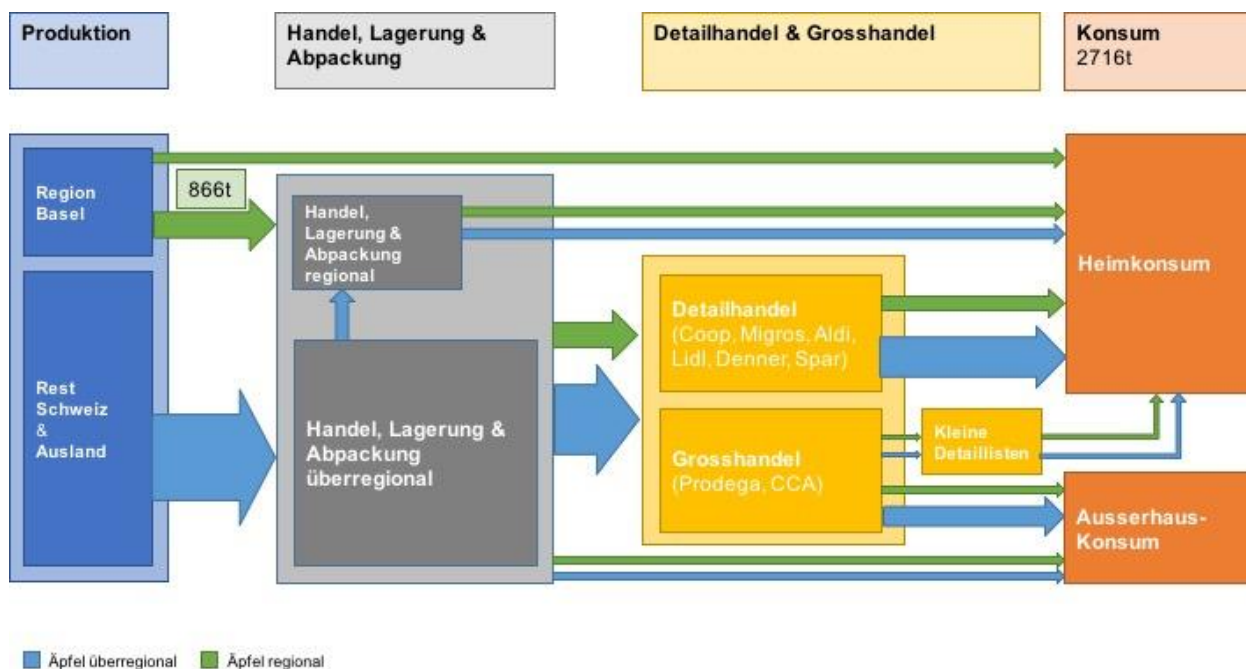 Produktion
Handel, Lagerung &
Abpackung
Detailhandel & Grosshandel
Konsum
2716t
Region
Basel
866t
Handel,
Lagerung &
Abpackung
regional
Heimkonsum
Detailhandel
(Coop, Migros, Aldi,
Lidl, Denner, Spar)
Rest
Schweiz
&
Ausland
Handel, Lagerung &
Abpackung
überregional
Grosshandel
(Prodega, CCA)
Kleine
Detaillisten
Ausserhaus-
Konsum
Äpfel überregional
Äpfel regional